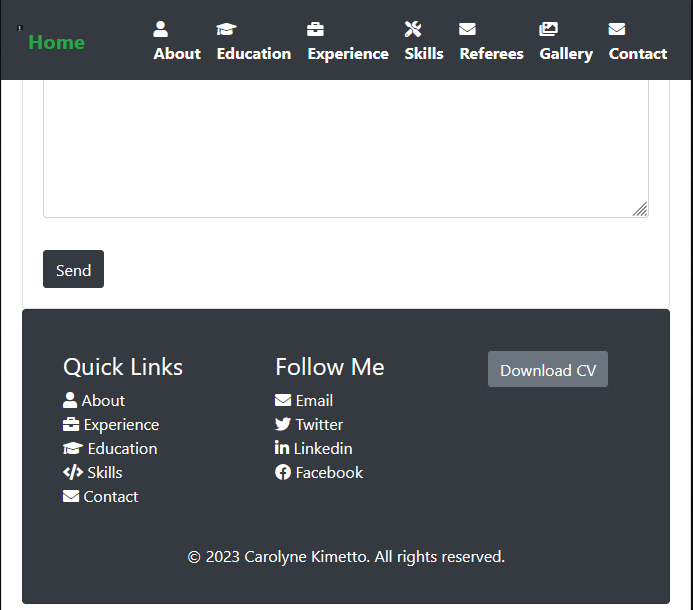 Home
About Education Experience Skills Referees Gallery Contact
Send
Quick Links
About
Experience
Education
Skills
Contact
Follow Me
Email
Twitter
Linkedin
Facebook
Download CV
© 2023 Carolyne Kimetto. All rights reserved.